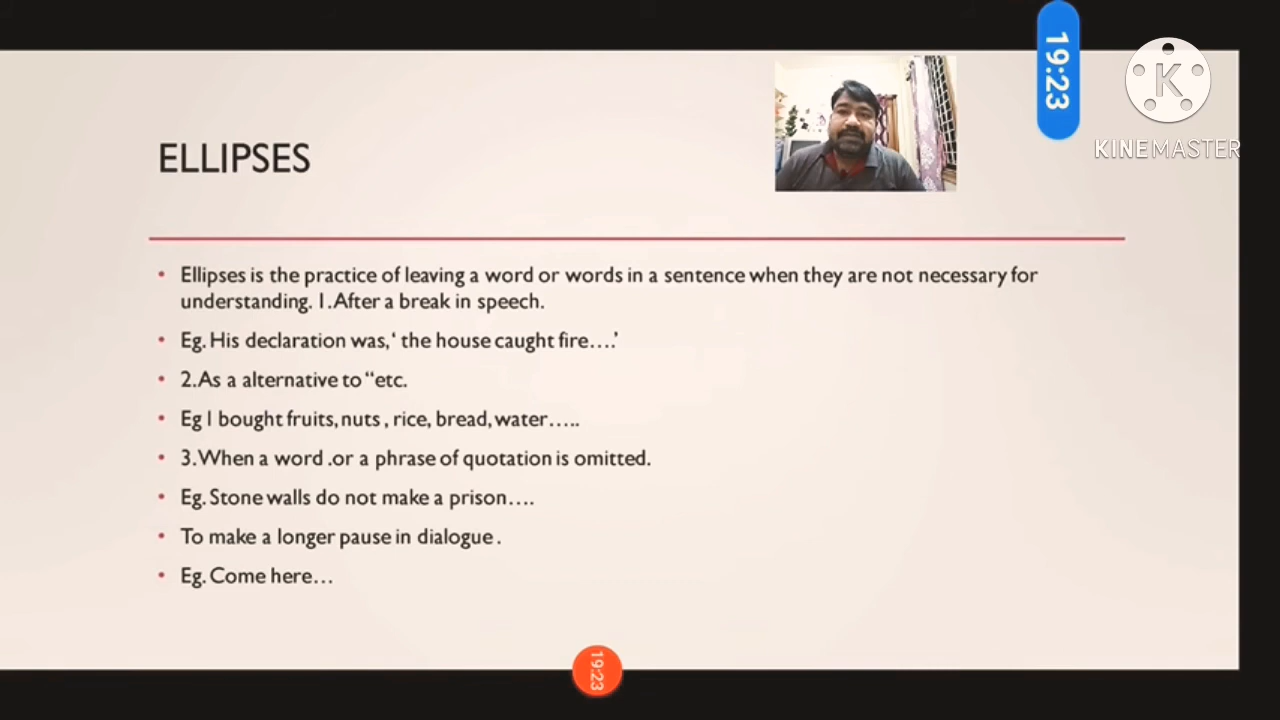 19:23
KINEMASTER
ELLIPSES
• Ellipses is the practice of leaving a word or words in a sentence when they are not necessary for
understanding. 1.After a break in speech.
• Eg. His declaration was,‘ the house caught fire….’
• 2.As a alternative to “etc.
• Eg I bought fruits, nuts , rice, bread, water…..
• 3.When a word .or a phrase of quotation is omitted.
• Eg. Stone walls do not make a prison….
• To make a longer pause in dialogue .
• Eg. Come here…
19:23